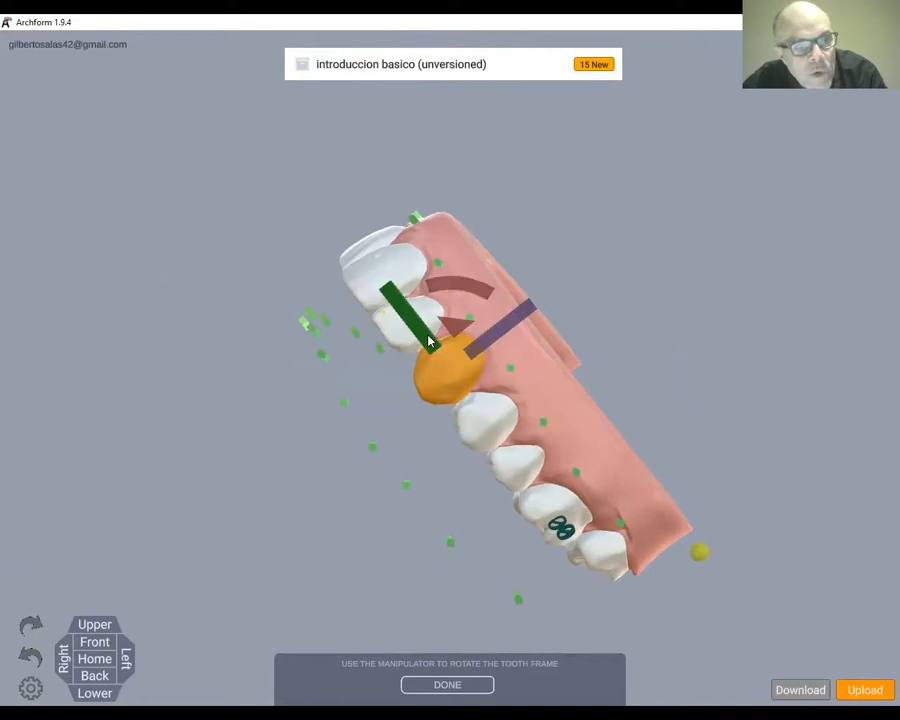 Archform 1.9.4
gilbertosalas42@gmail.com
introduccion basico (unversioned)
15 New
Upper
Front
Right
Home
Left
Back
Lower
USE THE MANIPULATOR TO ROTATE THE TOOTH FRAME
DONE
Download
Upload